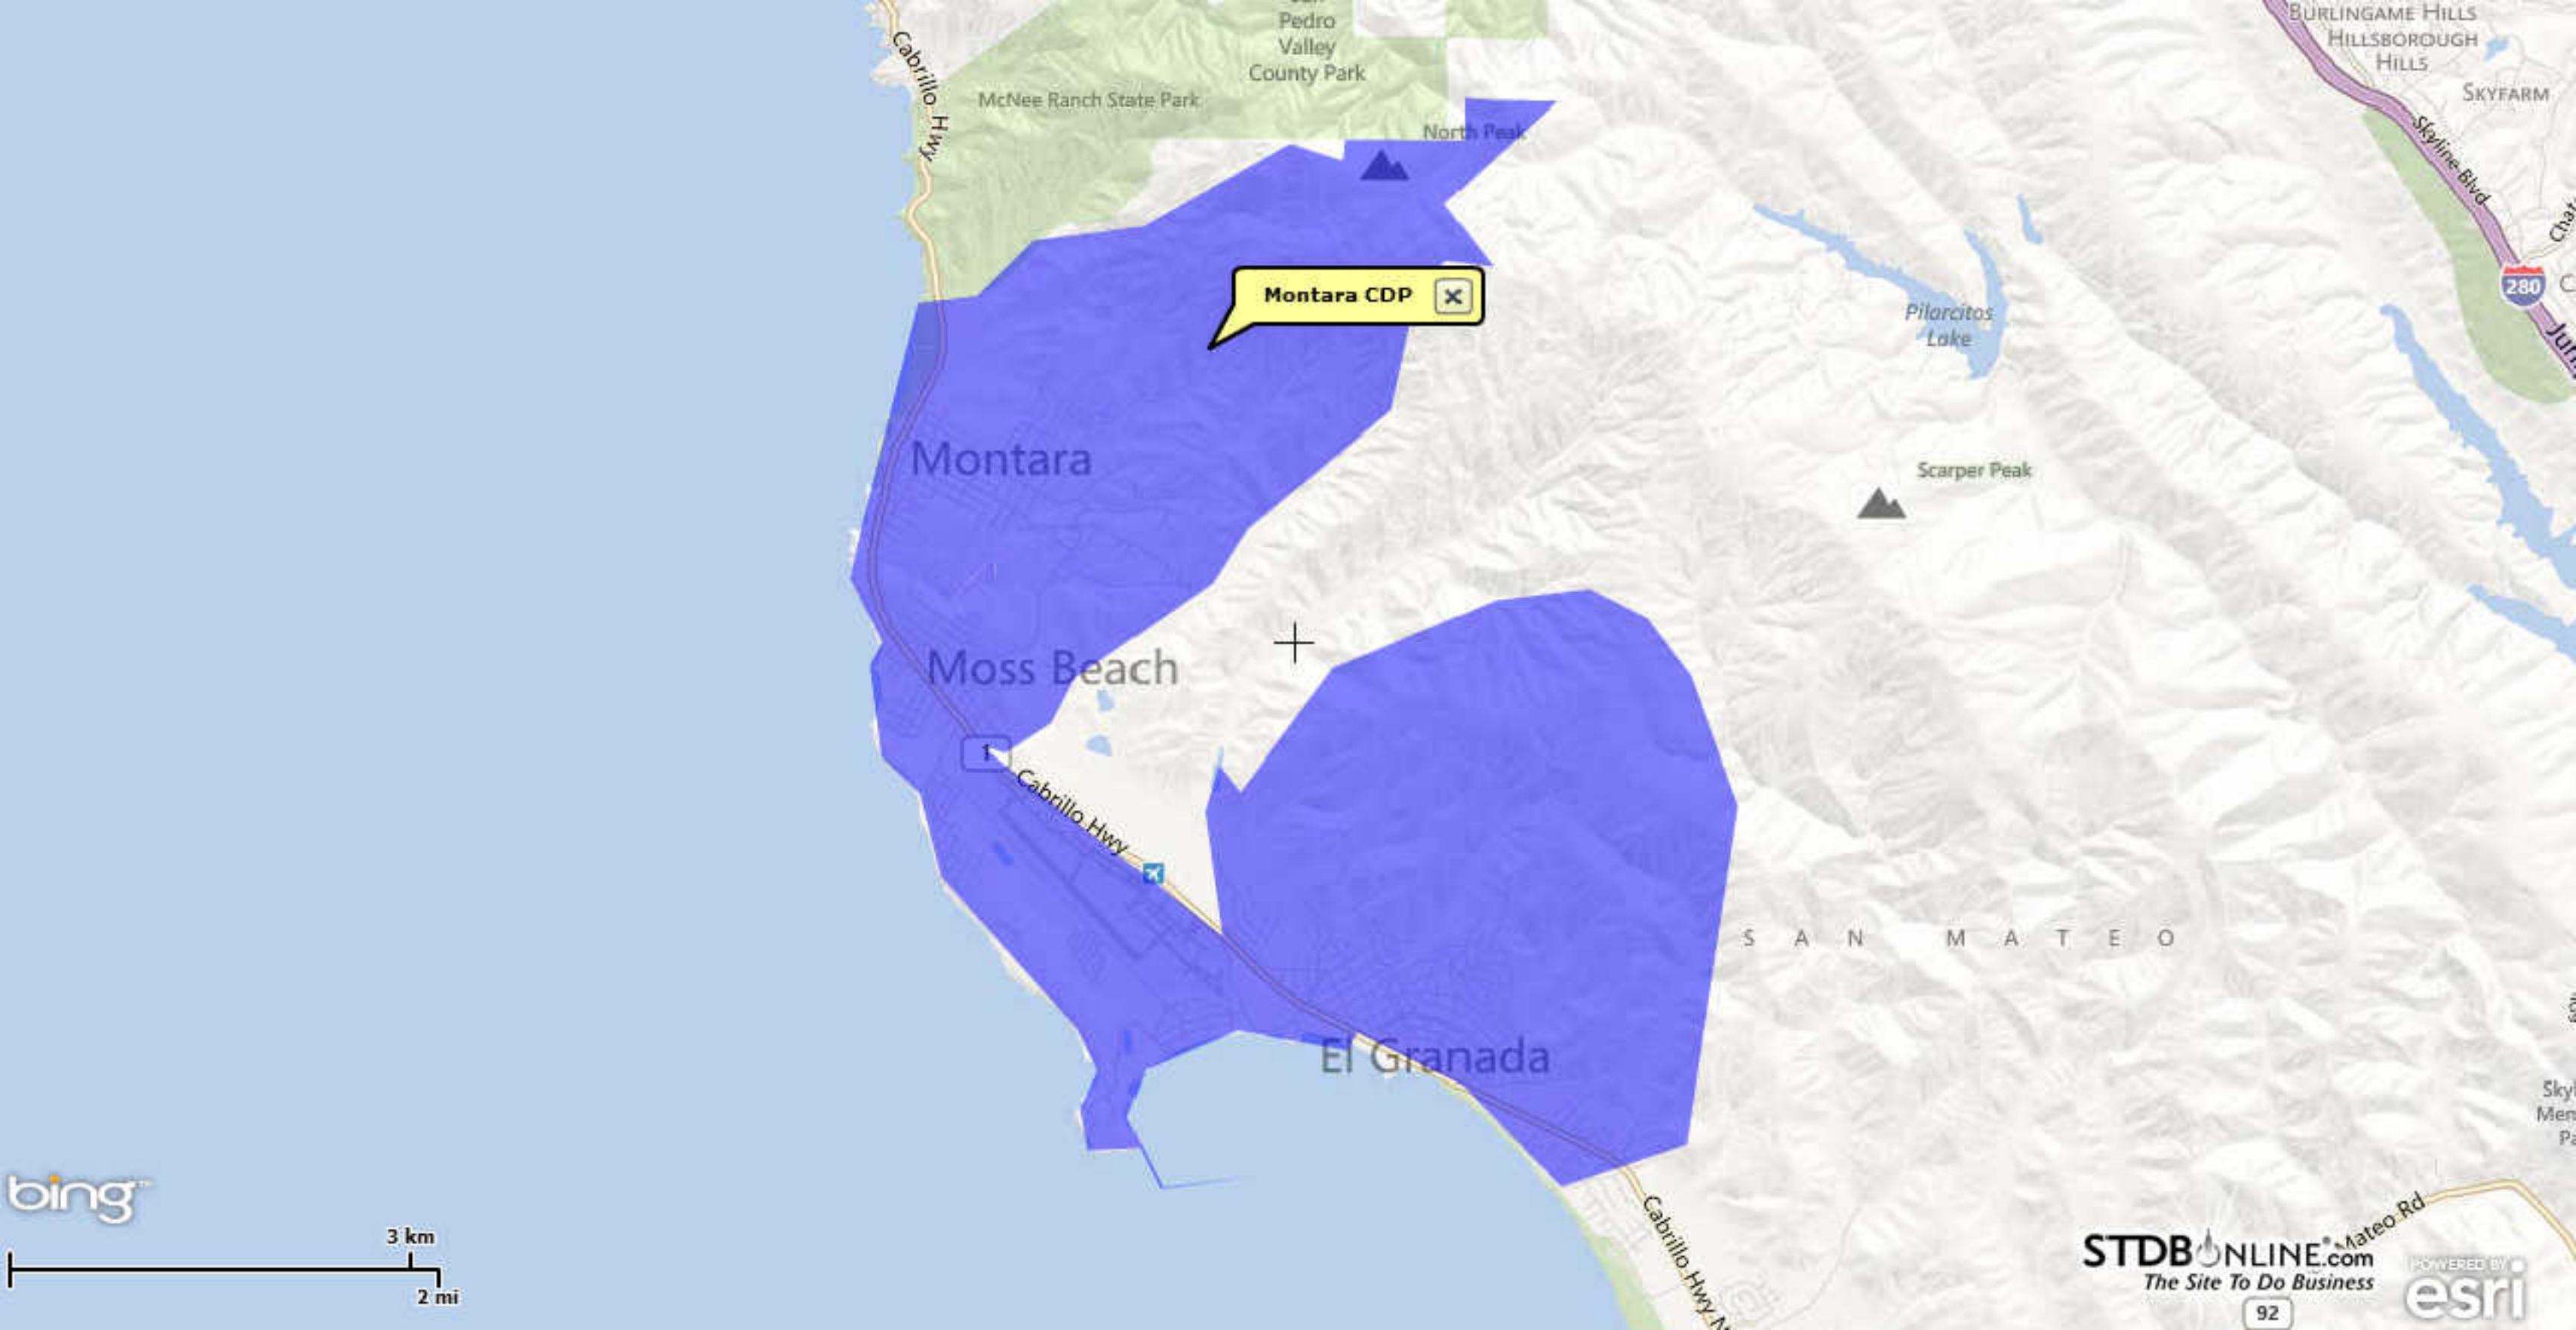 Pedro
Valley
County Park
McNee Ranch State Park
Cabrillo Hwy
North Peak
BURLINGAME HILLS
HILLSBOROUGH
HILLS
SKYFARM
Skyline Blvd
280
Montara CDP
Pilarcitos
Lake
Montara
Scarper Peak
Moss Beach
1
Cabrillo Hwy
SAN MATEO
El Granada
Cabrillo Hwy N
bing
3 km
2 mi
Mateo Rd
STDBONLINE.com
The Site To Do Business
POWERED BY
esri
92